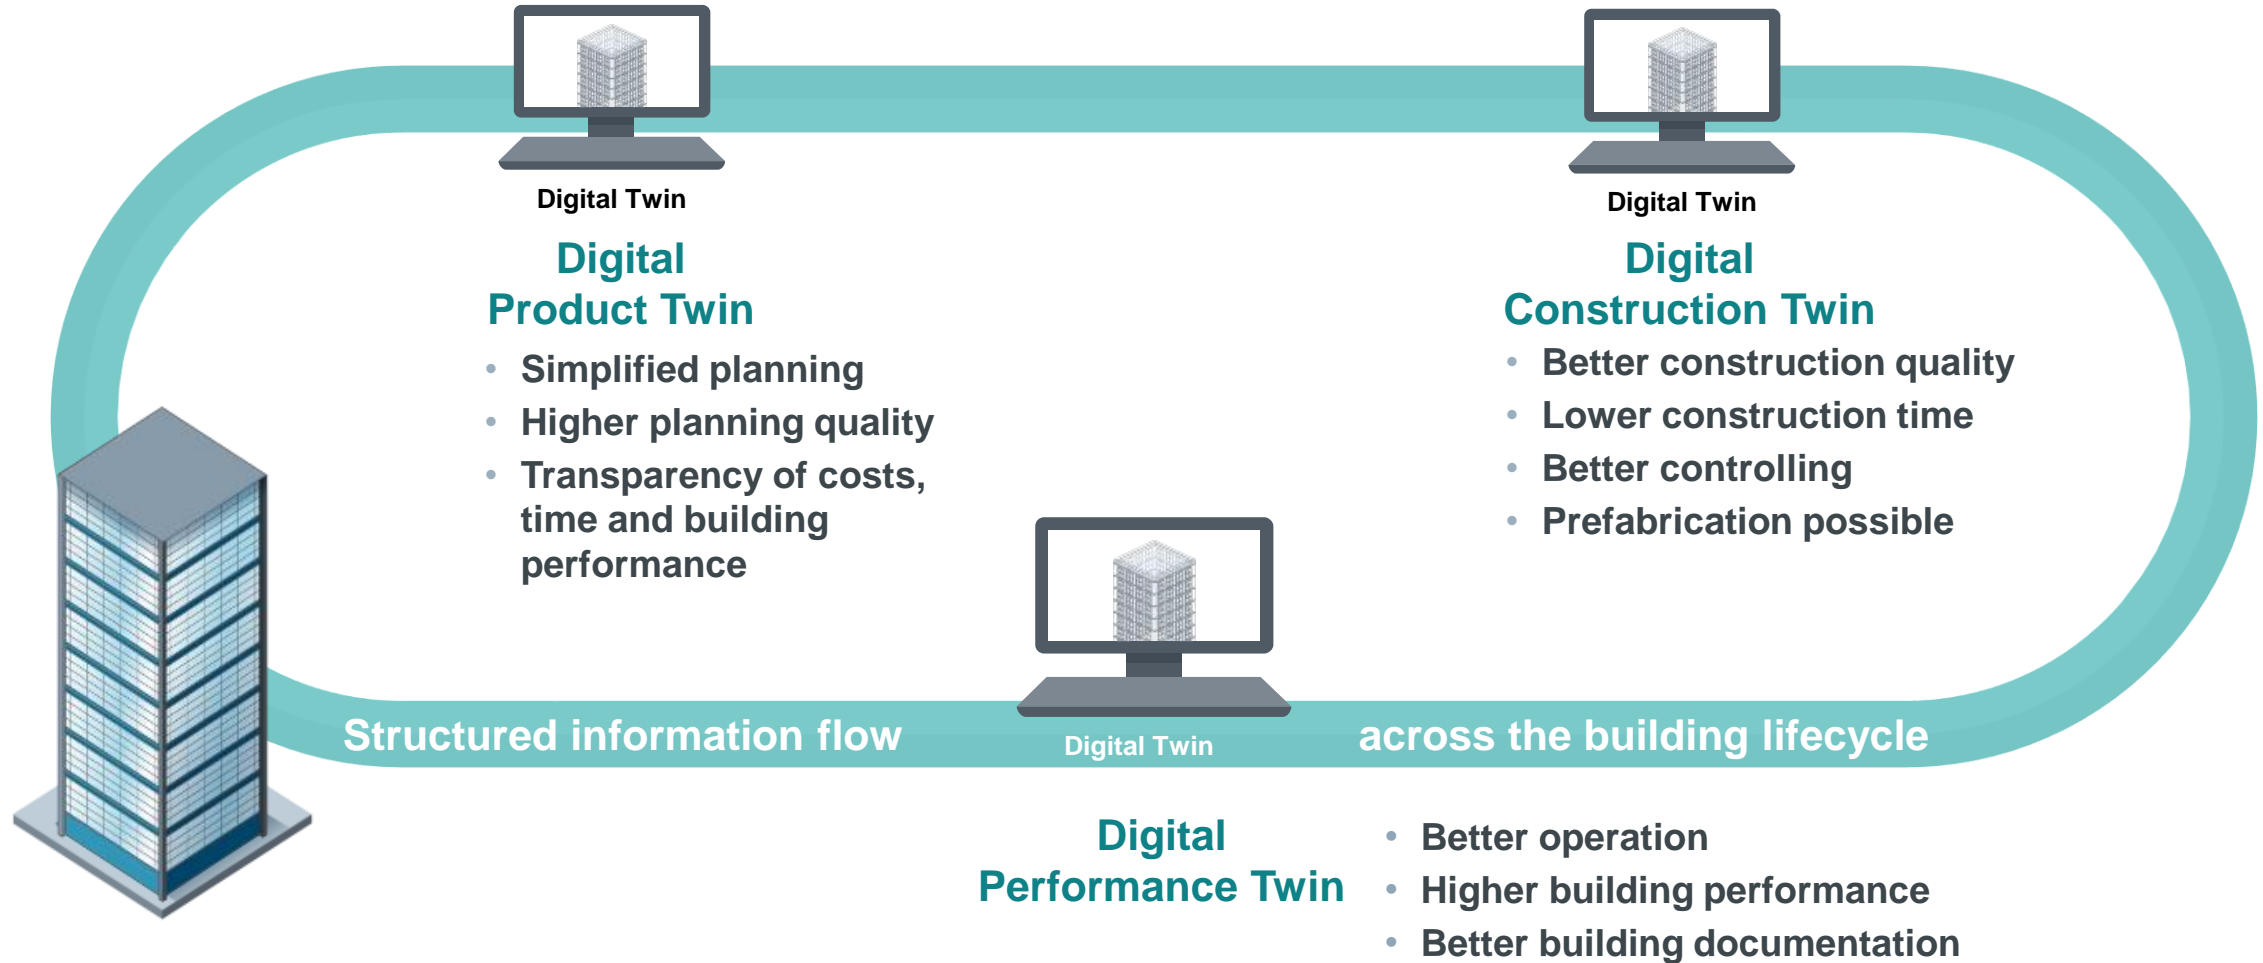 Digital Twin
Digital
Product Twin
• Simplified planning
• Higher planning quality
• Transparency of costs,
time and building
performance
Digital Twin
Digital
Construction Twin
• Better construction quality
• Lower construction time
• Better controlling
• Prefabrication possible
Structured information flow
Digital Twin
across the building lifecycle
Digital
Performance Twin
• Better operation
• Higher building performance
• Better building documentation